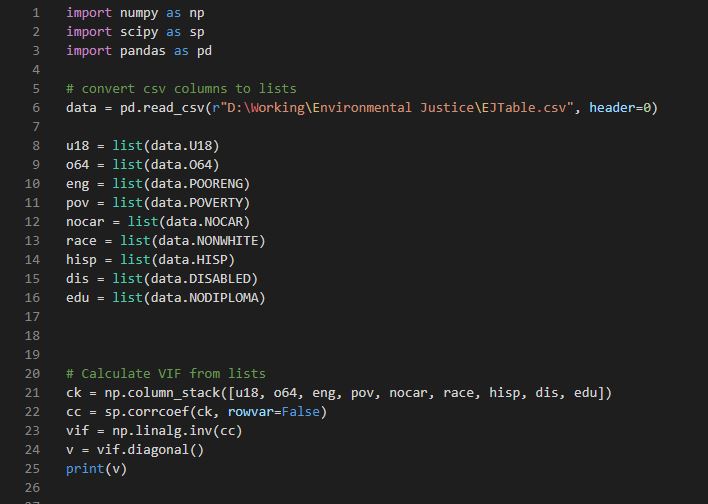 1 import numpy as np
2 import scipy as sp
3 import pandas as pd
4
5 # convert csv columns to lists
6 data = pd.read_csv(r"D:\Working\Environmental Justice\EJTable.csv", header=0)
7
8 u18 = list(data.U18)
9 o64 = list(data.O64)
10 eng = list(data.POORENG)
11 pov = list(data.POVERTY)
12 nocar = list(data.NOCAR)
13 race = list(data.NONWHITE)
14 hisp = list(data.HISP)
15 dis = list(data.DISABLED)
16 edu = list(data.NODIPLOMA)
17
18
19
20 # Calculate VIF from lists
21 ck = np.column_stack([u18, o64, eng, pov, nocar, race, hisp, dis, edu])
22 cc = sp.corrcoef(ck, rowvar=False)
23 vif = np.linalg.inv(cc)
24 v = vif.diagonal()
25 print(v)
26